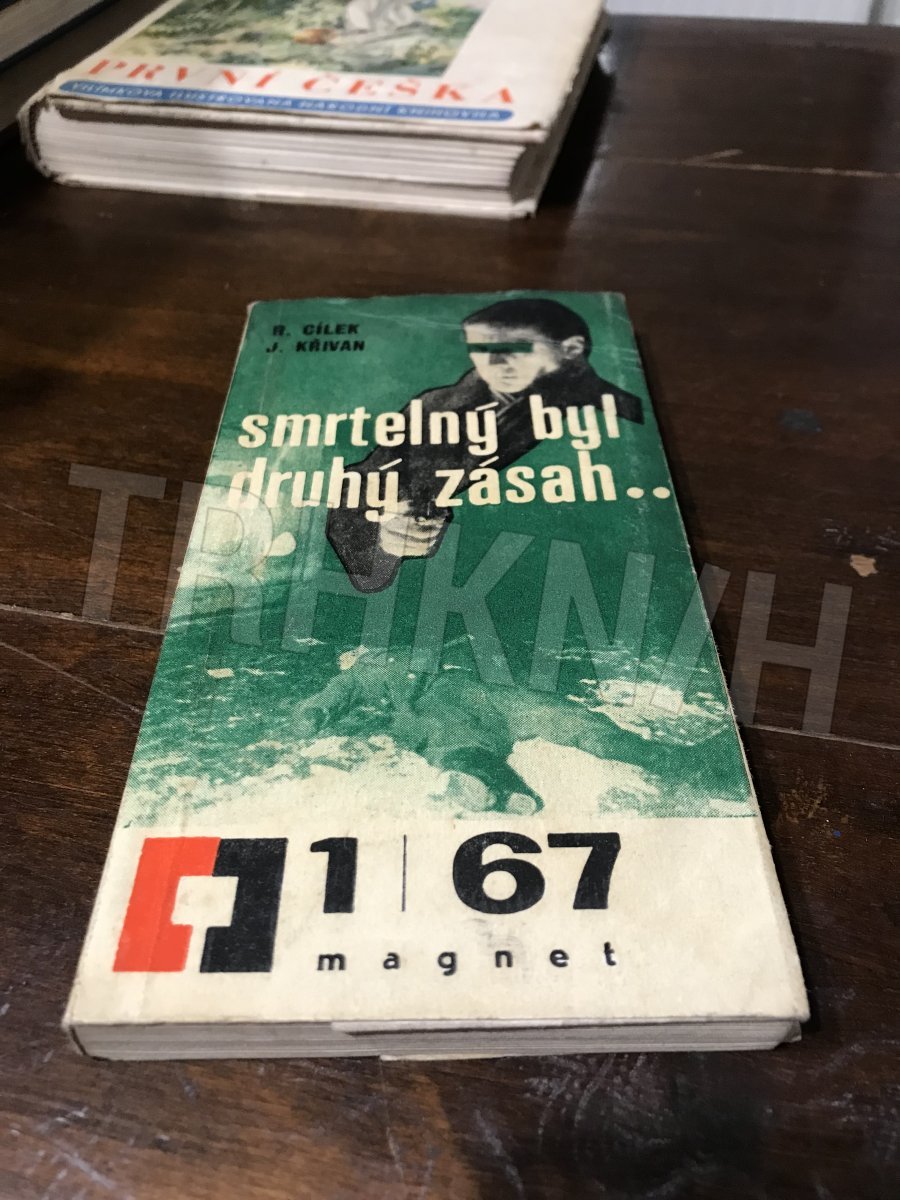 PRVNÍ ČEŠKA
R. CÍLEK
J. KŘIVAN
smrtelný byl
druhý zásah..
TRHKNIH
1 | 67
magnet